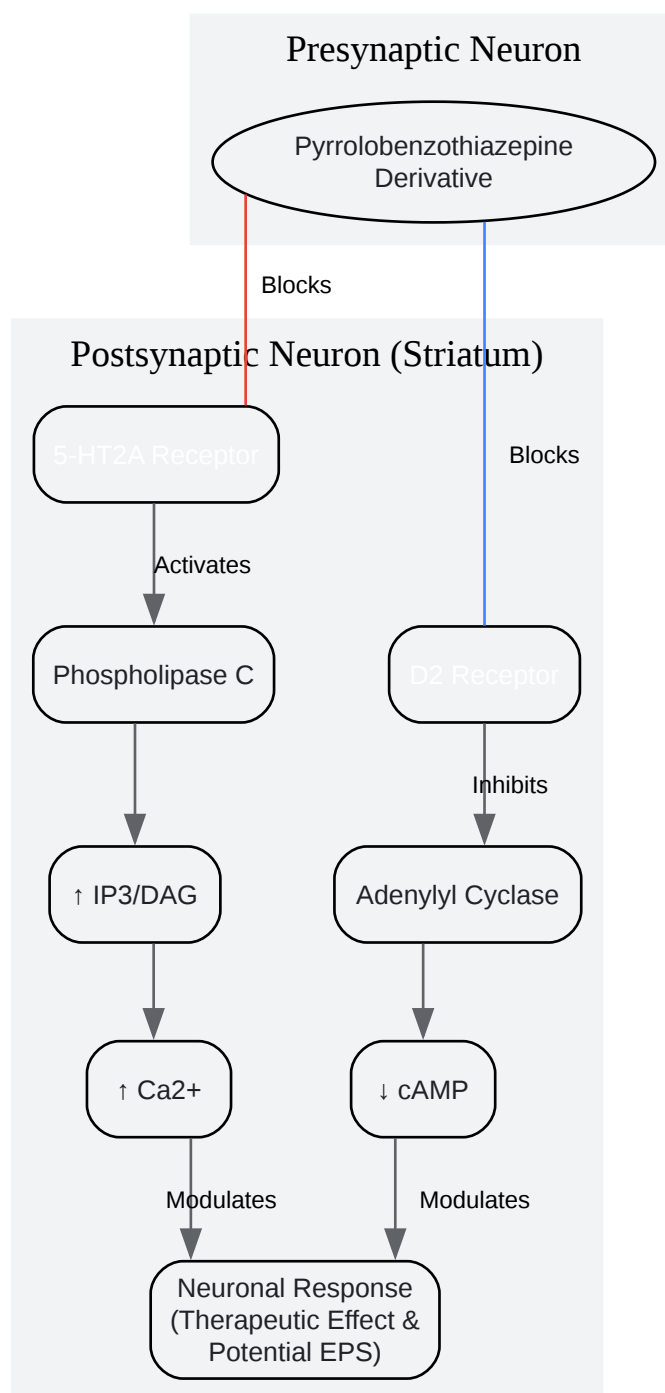 Presynaptic Neuron
Pyrrolobenzothiazepine
Derivative
Blocks
Postsynaptic Neuron (Striatum)
5-HT2A Receptor
Blocks
Activates
Phospholipase C
D2 Receptor
Inhibits
↑ IP3/DAG
Adenylyl Cyclase
↑ Ca2+
↓ cAMP
Modulates
Modulates
Neuronal Response
(Therapeutic Effect &
Potential EPS)